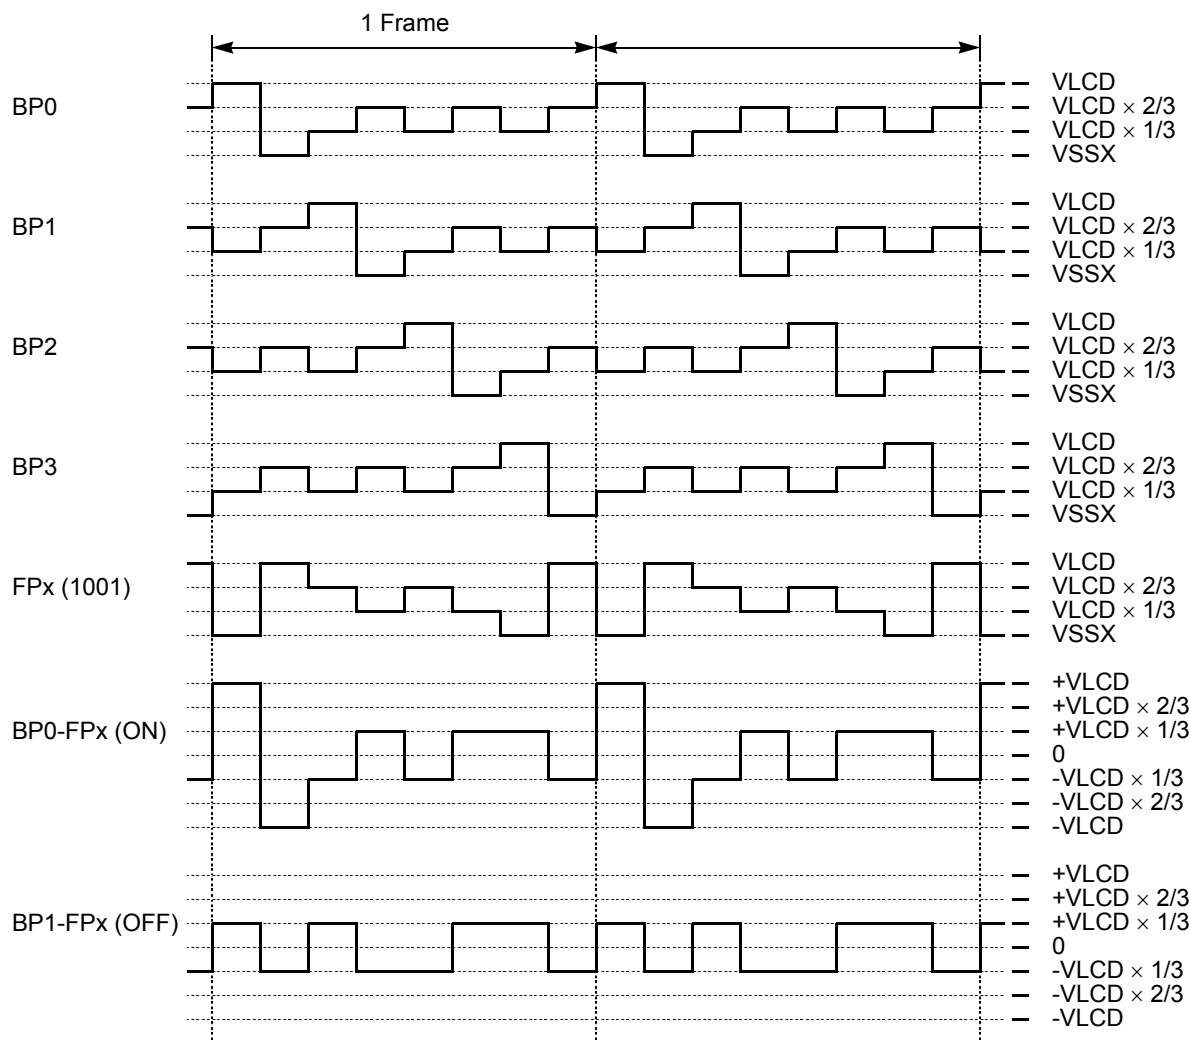 1 Frame
BP0
VLCD
VLCD × 2/3
VLCD × 1/3
VSSX
BP1
VLCD
VLCD × 2/3
VLCD × 1/3
VSSX
BP2
VLCD
VLCD × 2/3
VLCD × 1/3
VSSX
BP3
VLCD
VLCD × 2/3
VLCD × 1/3
VSSX
FPx (1001)
VLCD
VLCD × 2/3
VLCD × 1/3
VSSX
BP0-FPx (ON)
+VLCD
+VLCD × 2/3
+VLCD × 1/3
0
-VLCD × 1/3
-VLCD × 2/3
-VLCD
BP1-FPx (OFF)
+VLCD
+VLCD × 2/3
+VLCD × 1/3
0
-VLCD × 1/3
-VLCD × 2/3
-VLCD